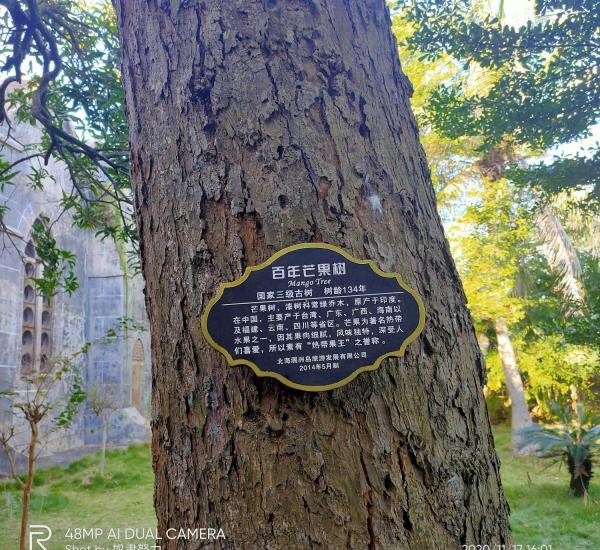 百年芒果树
Mango Tree
国家三级古树 树龄134年
芒果树，漆树科常绿乔木，原产于印度。
在中国，主要产于台湾、广东、广西、海南以
及福建、云南、四川等省区。芒果为著名热带
水果之一，因其果肉细腻，风味独特，深受人
们喜爱，所以素有“热带果王”之誉称。
北海涠洲岛旅游发展有限公司
2014年5月制
48MP AI DUAL CAMERA
Shot by 努力
2020/11/17 16:01